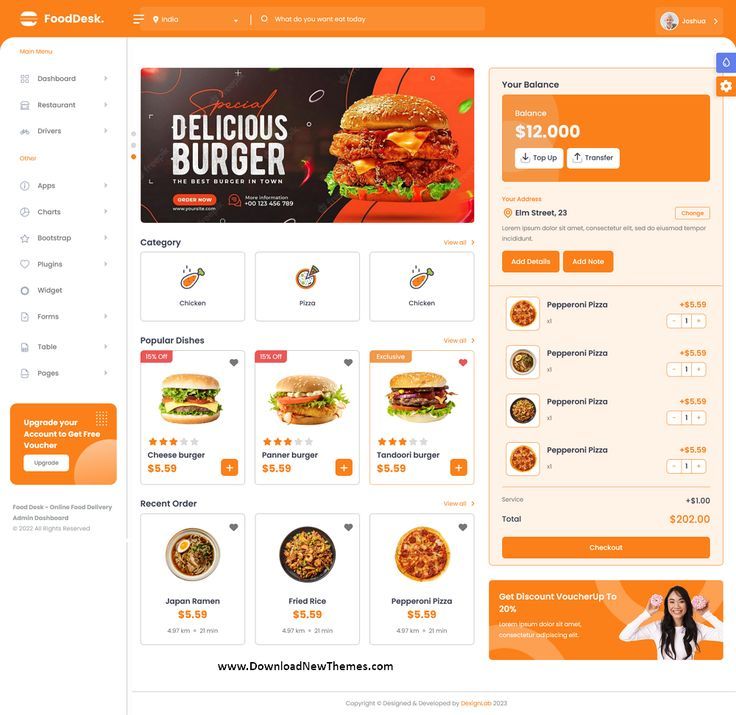 FoodDesk.
India
What do you want eat today
Joshua
Main Menu
Dashboard
Restaurant
Drivers
Other
Apps
Charts
Bootstrap
Plugins
Widget
Forms
Table
Pages
Upgrade your
Account to Get Free
Voucher
Upgrade
Food Desk - Online Food Delivery
Admin Dashboard
© 2022 All Rights Reserved
Special
DELICIOUS
BURGER
THE BEST BURGER IN TOWN
ORDER NOW
www.yoursite.com
More information
+00 123 456 789
Category
View all
Chicken
Pizza
Chicken
Popular Dishes
View all
15% Off
Cheese burger
$5.59
+
15% Off
Panner burger
$5.59
+
Exclusive
Tandoori burger
$5.59
+
Recent Order
View all
Japan Ramen
$5.59
4.97 km • 21 min
Fried Rice
$5.59
4.97 km • 21 min
Pepperoni Pizza
$5.59
4.97 km • 21 min
www.DownloadNewThemes.com
Your Balance
Balance
$12.000
Top Up
Transfer
Your Address
Elm Street, 23
Change
Lorem ipsum dolor sit amet, consectetur elit, sed do eiusmod tempor
incididunt.
Add Details
Add Note
Pepperoni Pizza
+$5.59
x1
- 1 +
Pepperoni Pizza
+$5.59
x1
- 1 +
Pepperoni Pizza
+$5.59
x1
- 1 +
Pepperoni Pizza
+$5.59
x1
- 1 +
Service
+$1.00
Total
$202.00
Checkout
Get Discount VoucherUp To
20%
Lorem ipsum dolor sit amet,
consectetur adipiscing elit.
Copyright © Designed & Developed by DexignLab 2023